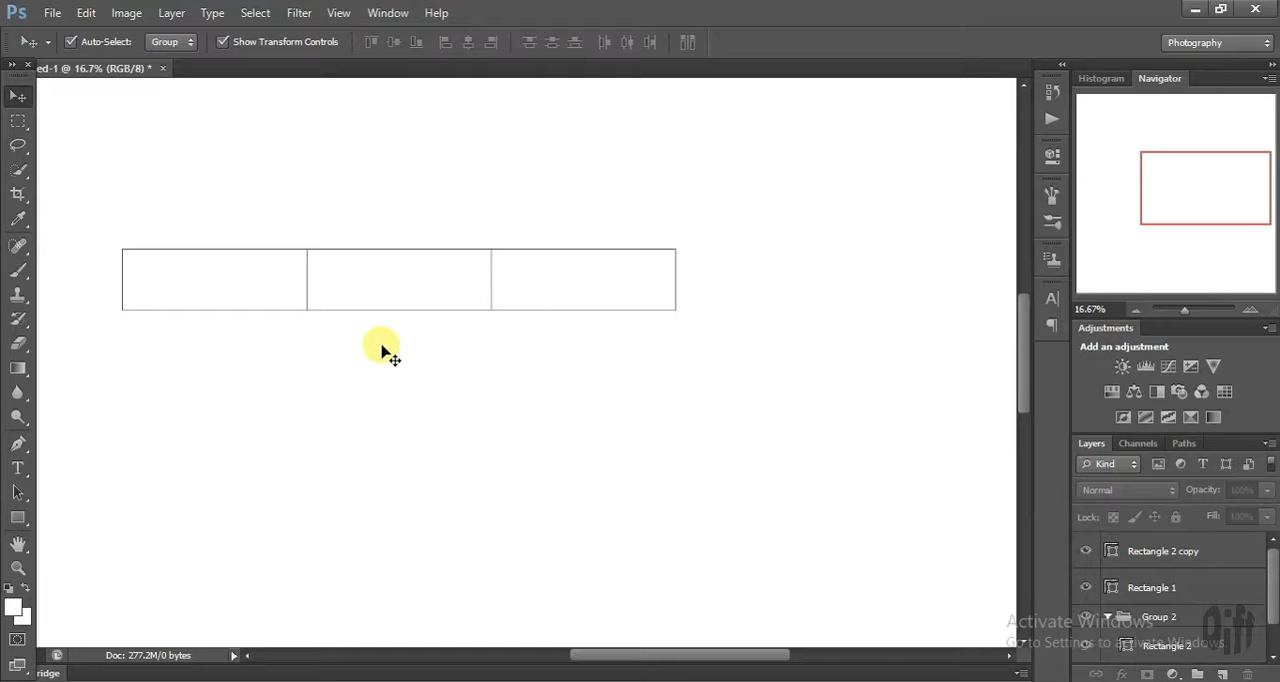 Ps File Edit Image Layer Type Select Filter View Window Help
Auto-Select: Group Show Transform Controls Photography
ed-1 @ 16.7% (RGB/8) * ×
Histogram Navigator
16.67%
Adjustments
Add an adjustment
Layers Channels Paths
Kind T
Normal Opacity: 100%
Lock: Fill: 100%
Rectangle 2 copy
Rectangle 1
Group 2
Rectangle 2
Activate Windows
Go to Settings to activate Windows.
Doc: 277.2M/0 bytes
ridge